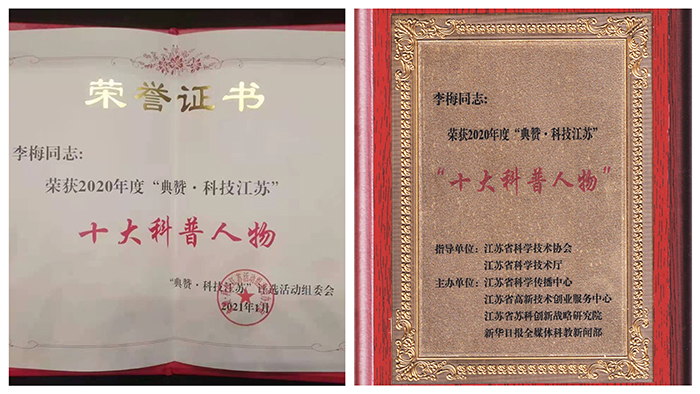 荣誉证书
李梅同志:
荣获2020年度“典赞·科技江苏”
十大科普人物
“典赞·科技江苏”评选活动组委会
2021年1月
李梅同志:
荣获2020年度“典赞·科技江苏”
“十大科普人物”
指导单位:江苏省科学技术协会
江苏省科学技术厅
主办单位:江苏省科学传播中心
江苏省高新技术创业服务中心
江苏省苏科创新战略研究院
新华日报全媒体科教新闻部